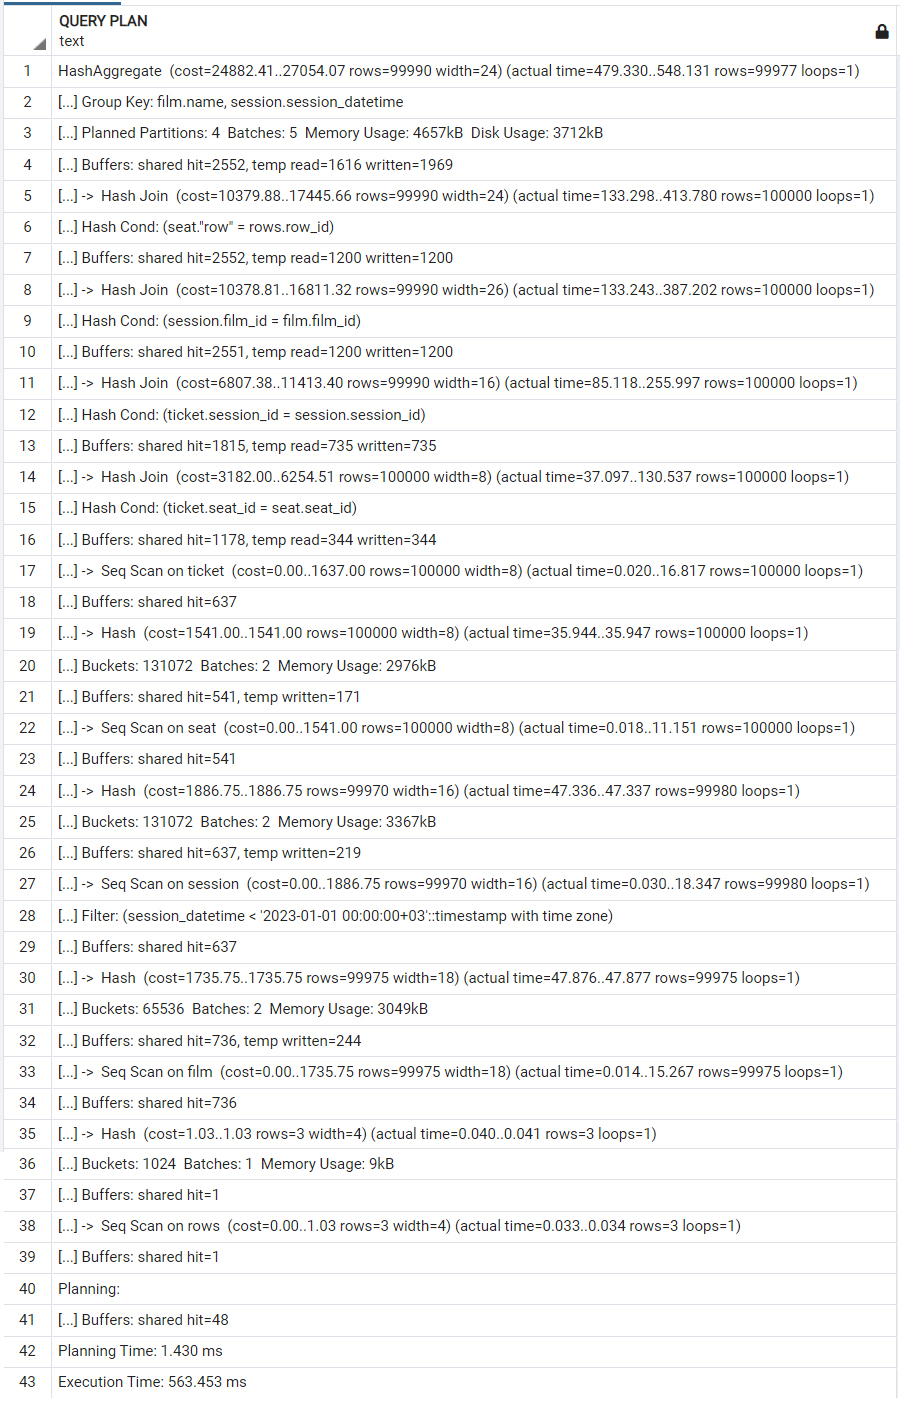 QUERY PLAN
text
1 HashAggregate (cost=24882.41..27054.07 rows=99990 width=24) (actual time=479.330..548.131 rows=99977 loops=1)
2 [...] Group Key: film.name, session.session_datetime
3 [...] Planned Partitions: 4 Batches: 5 Memory Usage: 4657kB Disk Usage: 3712kB
4 [...] Buffers: shared hit=2552, temp read=1616 written=1969
5 [...] -> Hash Join (cost=10379.88..17445.66 rows=99990 width=24) (actual time=133.298..413.780 rows=100000 loops=1)
6 [...] Hash Cond: (seat."row" = rows.row_id)
7 [...] Buffers: shared hit=2552, temp read=1200 written=1200
8 [...] -> Hash Join (cost=10378.81..16811.32 rows=99990 width=26) (actual time=133.243..387.202 rows=100000 loops=1)
9 [...] Hash Cond: (session.film_id = film.film_id)
10 [...] Buffers: shared hit=2551, temp read=1200 written=1200
11 [...] -> Hash Join (cost=6807.38..11413.40 rows=99990 width=16) (actual time=85.118..255.997 rows=100000 loops=1)
12 [...] Hash Cond: (ticket.session_id = session.session_id)
13 [...] Buffers: shared hit=1815, temp read=735 written=735
14 [...] -> Hash Join (cost=3182.00..6254.51 rows=100000 width=8) (actual time=37.097..130.537 rows=100000 loops=1)
15 [...] Hash Cond: (ticket.seat_id = seat.seat_id)
16 [...] Buffers: shared hit=1178, temp read=344 written=344
17 [...] -> Seq Scan on ticket (cost=0.00..1637.00 rows=100000 width=8) (actual time=0.020..16.817 rows=100000 loops=1)
18 [...] Buffers: shared hit=637
19 [...] -> Hash (cost=1541.00..1541.00 rows=100000 width=8) (actual time=35.944..35.947 rows=100000 loops=1)
20 [...] Buckets: 131072 Batches: 2 Memory Usage: 2976kB
21 [...] Buffers: shared hit=541, temp written=171
22 [...] -> Seq Scan on seat (cost=0.00..1541.00 rows=100000 width=8) (actual time=0.018..11.151 rows=100000 loops=1)
23 [...] Buffers: shared hit=541
24 [...] -> Hash (cost=1886.75..1886.75 rows=99970 width=16) (actual time=47.336..47.337 rows=99980 loops=1)
25 [...] Buckets: 131072 Batches: 2 Memory Usage: 3367kB
26 [...] Buffers: shared hit=637, temp written=219
27 [...] -> Seq Scan on session (cost=0.00..1886.75 rows=99970 width=16) (actual time=0.030..18.347 rows=99980 loops=1)
28 [...] Filter: (session_datetime < '2023-01-01 00:00:00+03'::timestamp with time zone)
29 [...] Buffers: shared hit=637
30 [...] -> Hash (cost=1735.75..1735.75 rows=99975 width=18) (actual time=47.876..47.877 rows=99975 loops=1)
31 [...] Buckets: 65536 Batches: 2 Memory Usage: 3049kB
32 [...] Buffers: shared hit=736, temp written=244
33 [...] -> Seq Scan on film (cost=0.00..1735.75 rows=99975 width=18) (actual time=0.014..15.267 rows=99975 loops=1)
34 [...] Buffers: shared hit=736
35 [...] -> Hash (cost=1.03..1.03 rows=3 width=4) (actual time=0.040..0.041 rows=3 loops=1)
36 [...] Buckets: 1024 Batches: 1 Memory Usage: 9kB
37 [...] Buffers: shared hit=1
38 [...] -> Seq Scan on rows (cost=0.00..1.03 rows=3 width=4) (actual time=0.033..0.034 rows=3 loops=1)
39 [...] Buffers: shared hit=1
40 Planning:
41 [...] Buffers: shared hit=48
42 Planning Time: 1.430 ms
43 Execution Time: 563.453 ms